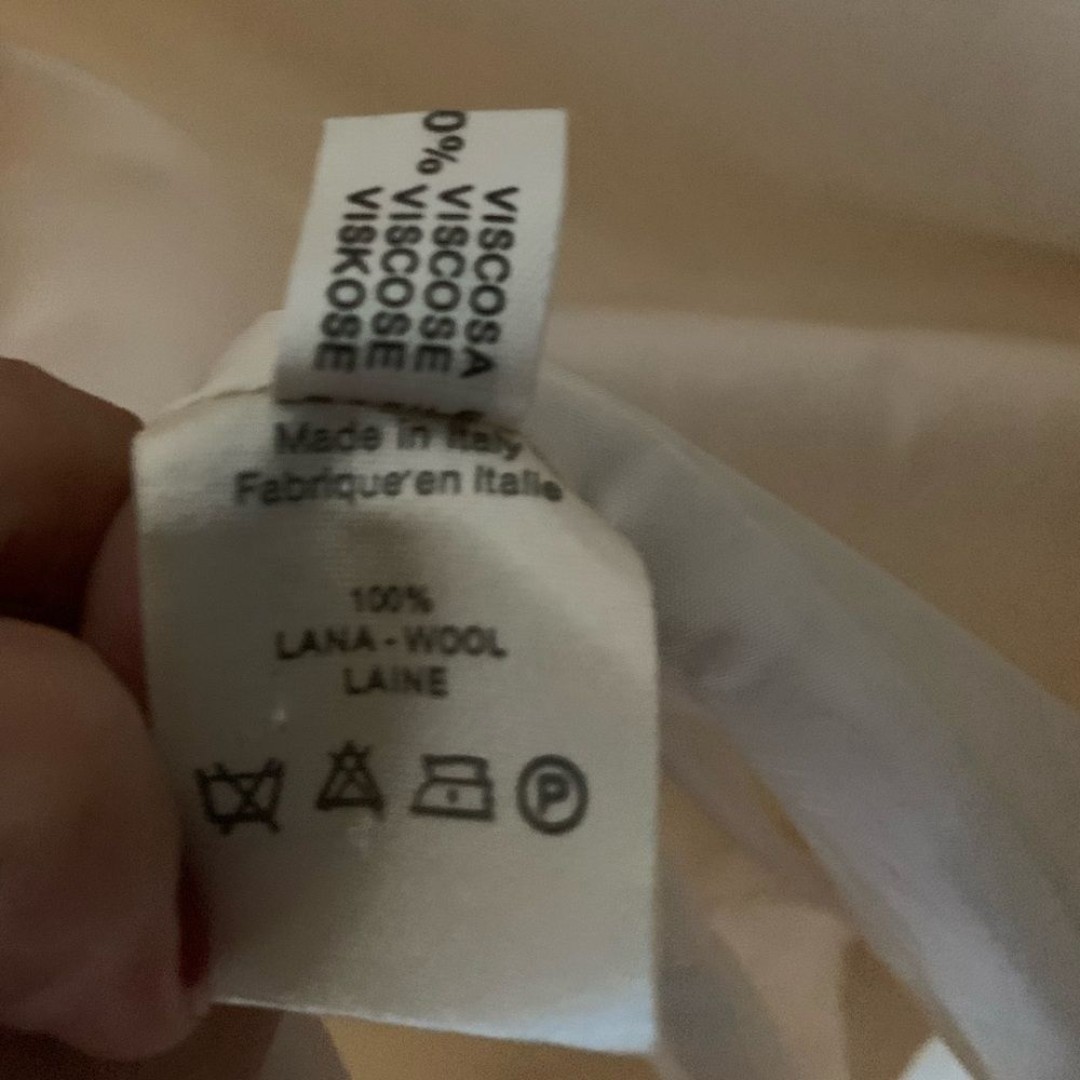 0%
VISCOSA
VISCOSE
VISCOSE
VISKOSE
Made in Italy
Fabrique'en Italie
100%
LANA - WOOL
LAINE
P